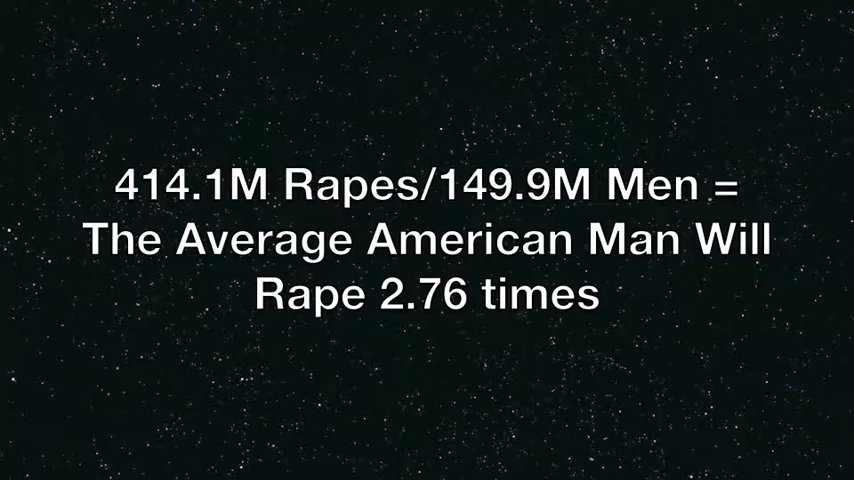 414.1M Rapes/149.9M Men =
The Average American Man Will
Rape 2.76 times